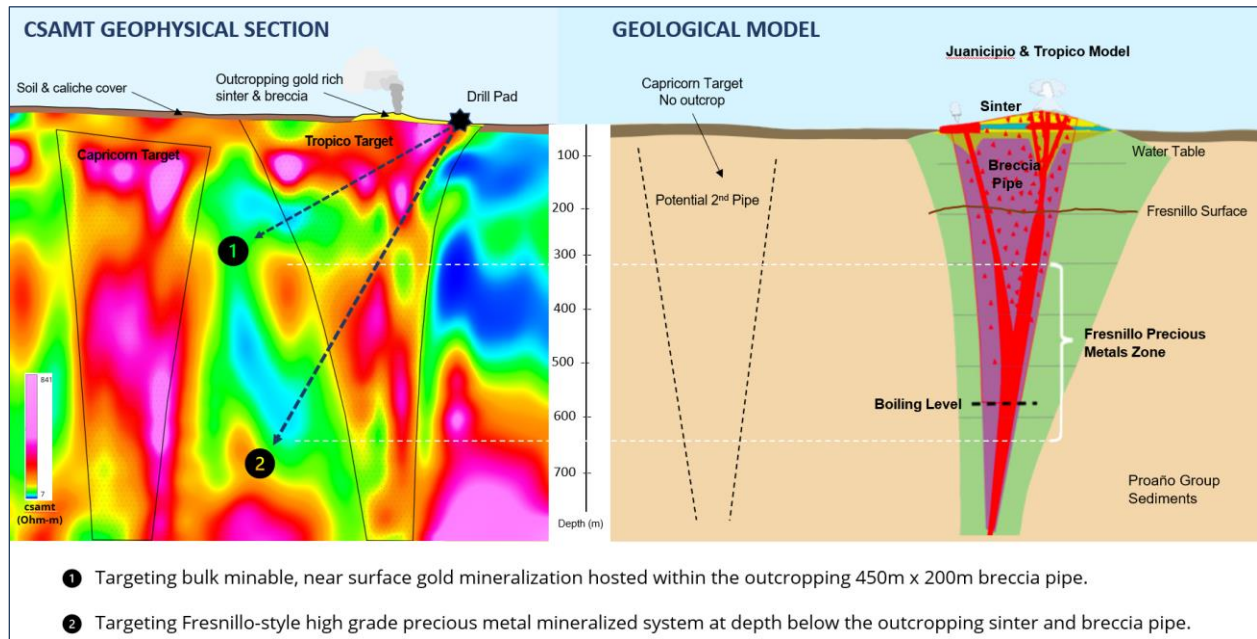 CSAMT GEOPHYSICAL SECTION
GEOLOGICAL MODEL
Soil & caliche cover
Outcropping gold rich
sinter & breccia
Drill Pad
Capricorn Target
Tropico Target
1
2
841
7
csamt
(Ohm-m)
100
200
300
400
500
600
700
Depth (m)
Juanicipio & Tropico Model
Capricorn Target
No outcrop
Sinter
Potential 2nd Pipe
Breccia
Pipe
Water Table
Fresnillo Surface
Fresnillo Precious
Metals Zone
Boiling Level
Proaño Group
Sediments
1 Targeting bulk minable, near surface gold mineralization hosted within the outcropping 450m x 200m breccia pipe.
2 Targeting Fresnillo-style high grade precious metal mineralized system at depth below the outcropping sinter and breccia pipe.